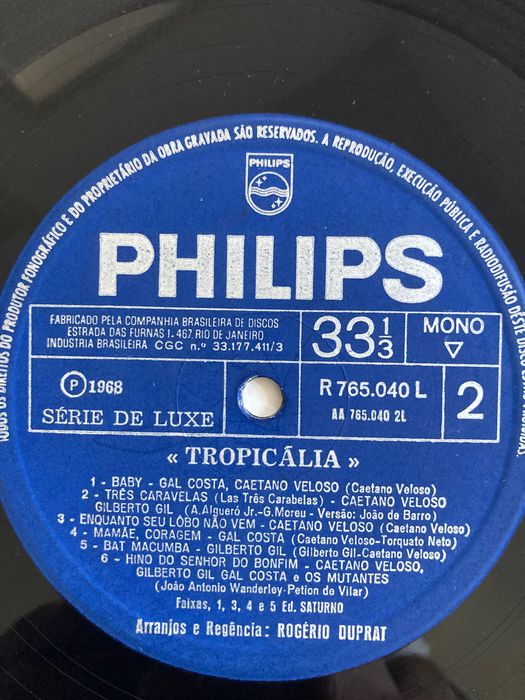 TODOS OS DIREITOS DO PRODUTOR FONOGRÁFICO E DO PROPRIETÁRIO DA OBRA GRAVADA SÃO RESERVADOS. A REPRODUÇÃO, EXECUÇÃO PÚBLICA E RADIODIFUSÃO DÊSTE DISCO
PHILIPS
PHILIPS
FABRICADO PELA COMPANHIA BRASILEIRA DE DISCOS
ESTRADA DAS FURNAS 1.467.RIO DE JANEIRO
INDUSTRIA BRASILEIRA CGC n.º 33.177.411/3
33 1/3
MONO
▽
Ⓟ 1968
SÉRIE DE LUXE
R 765.040 L
AA 765.040 2L
2
« TROPICÁLIA »
1 - BABY - GAL COSTA, CAETANO VELOSO (Caetano Veloso)
2 - TRÊS CARAVELAS (Las Três Carabelas) - CAETANO VELOSO
GILBERTO GIL (A.Algueró Jr.-G.Moreu - Versão: João de Barro)
3 - ENQUANTO SEU LÔBO NÃO VEM - CAETANO VELOSO (Caetano Veloso)
4 - MAMÃE, CORAGEM - GAL COSTA (Caetano Veloso-Torquato Neto)
5 - BAT MACUMBA - GILBERTO GIL (Gilberto Gil-Caetano Veloso)
6 - HINO DO SENHOR DO BONFIM - CAETANO VELOSO,
GILBERTO GIL GAL COSTA e OS MUTANTES
(João Antonio Wanderley-Petion de Vilar)
Faixas, 1, 3, 4 e 5 Ed. SATURNO
Arranjos e Regência: ROGÉRIO DUPRAT